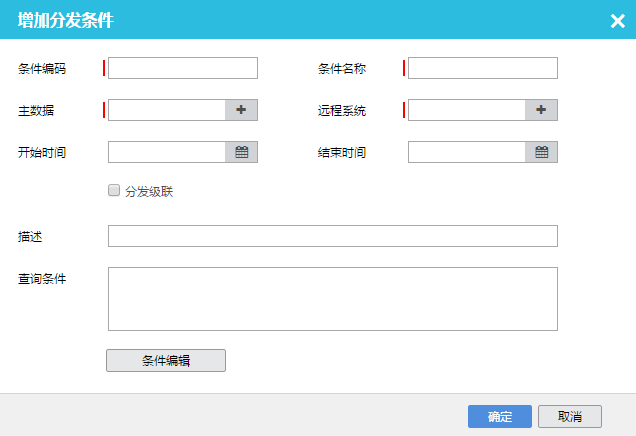 增加分发条件
条件编码 条件名称
主数据 远程系统
开始时间 结束时间
分发级联
描述
查询条件
条件编辑
确定 取消